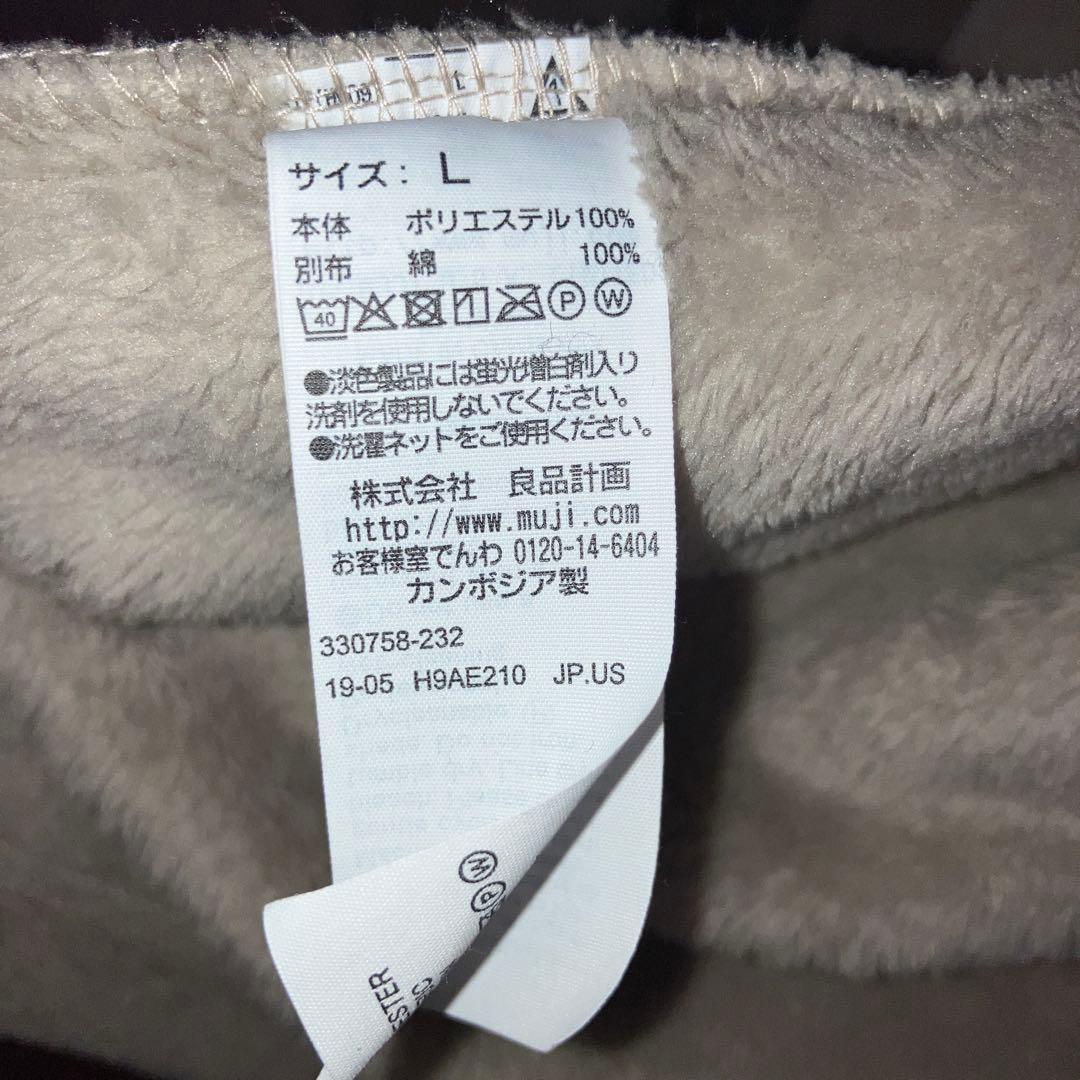 サイズ： L
本体 ポリエステル100%
別布 綿 100%
40 P W
●淡色製品には蛍光増白剤入り
洗剤を使用しないでください。
●洗濯ネットをご使用ください。
株式会社 良品計画
http://www.muji.com
お客様室でんわ 0120-14-6404
カンボジア製
330758-232
19-05 H9AE210 JP.US
P W